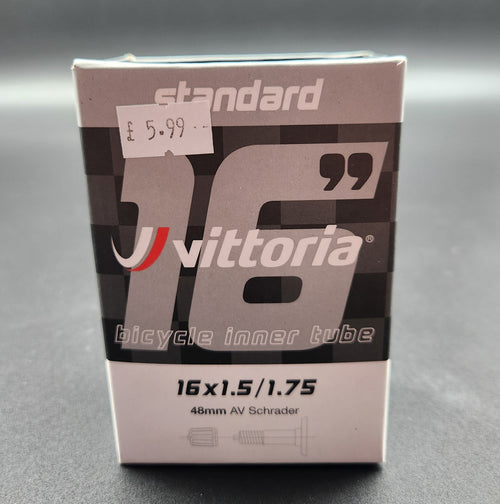 standard
£ 5.99
16"
vittoria®
bicycle inner tube
16x1.5/1.75
48mm AV Schrader